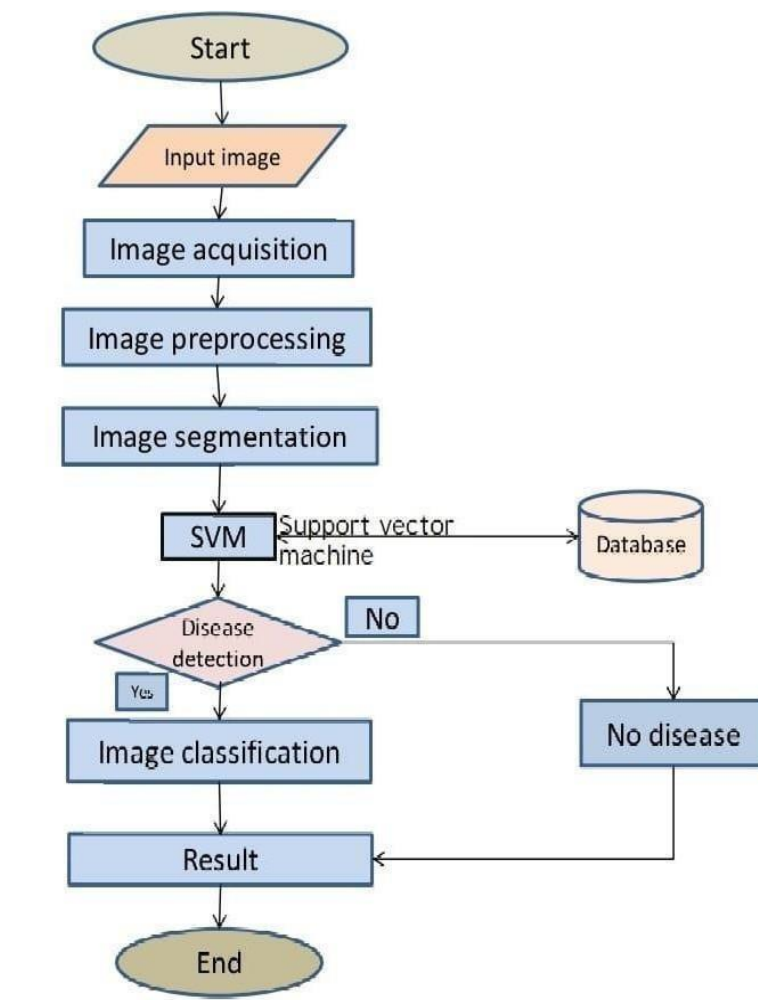 Start
Input image
Image acquisition
Image preprocessing
Image segmentation
SVM
Support vector
machine
Database
Disease
detection
No
Yes
Image classification
No disease
Result
End